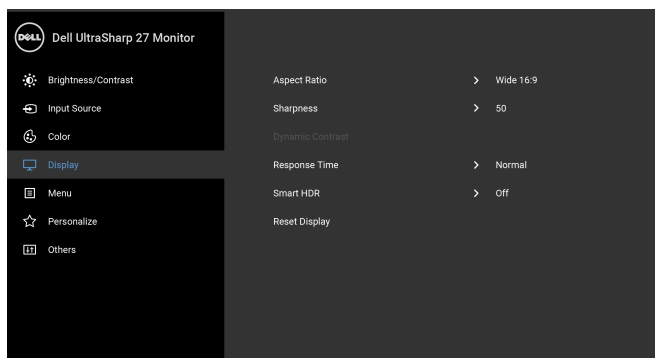 DELL Dell UltraSharp 27 Monitor
Brightness/Contrast
Input Source
Color
Display
Menu
Personalize
Others
Aspect Ratio Wide 16:9
Sharpness 50
Dynamic Contrast
Response Time Normal
Smart HDR Off
Reset Display